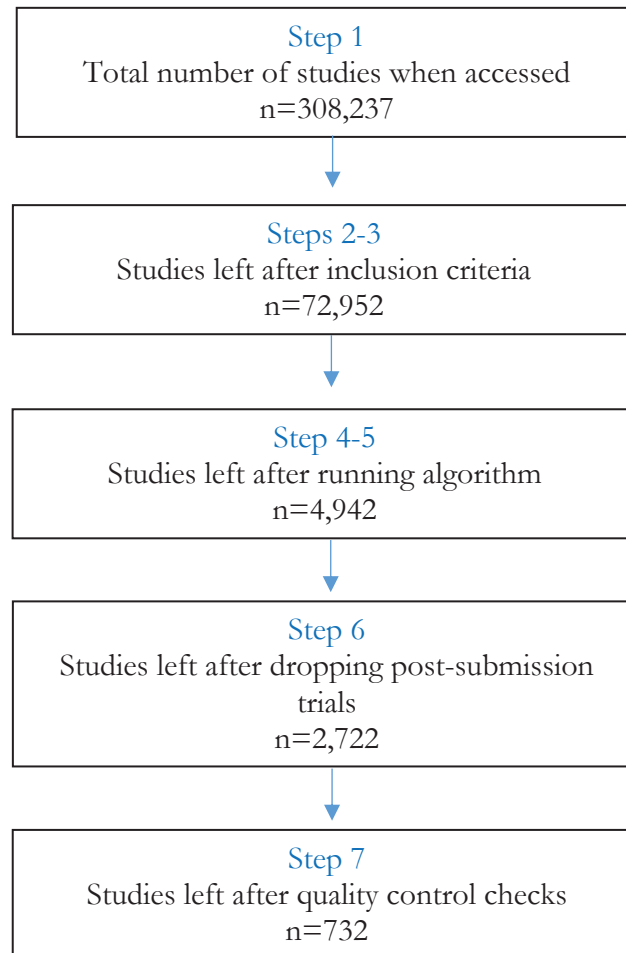 Step 1
Total number of studies when accessed
n=308,237
Steps 2-3
Studies left after inclusion criteria
n=72,952
Step 4-5
Studies left after running algorithm
n=4,942
Step 6
Studies left after dropping post-submission
trials
n=2,722
Step 7
Studies left after quality control checks
n=732